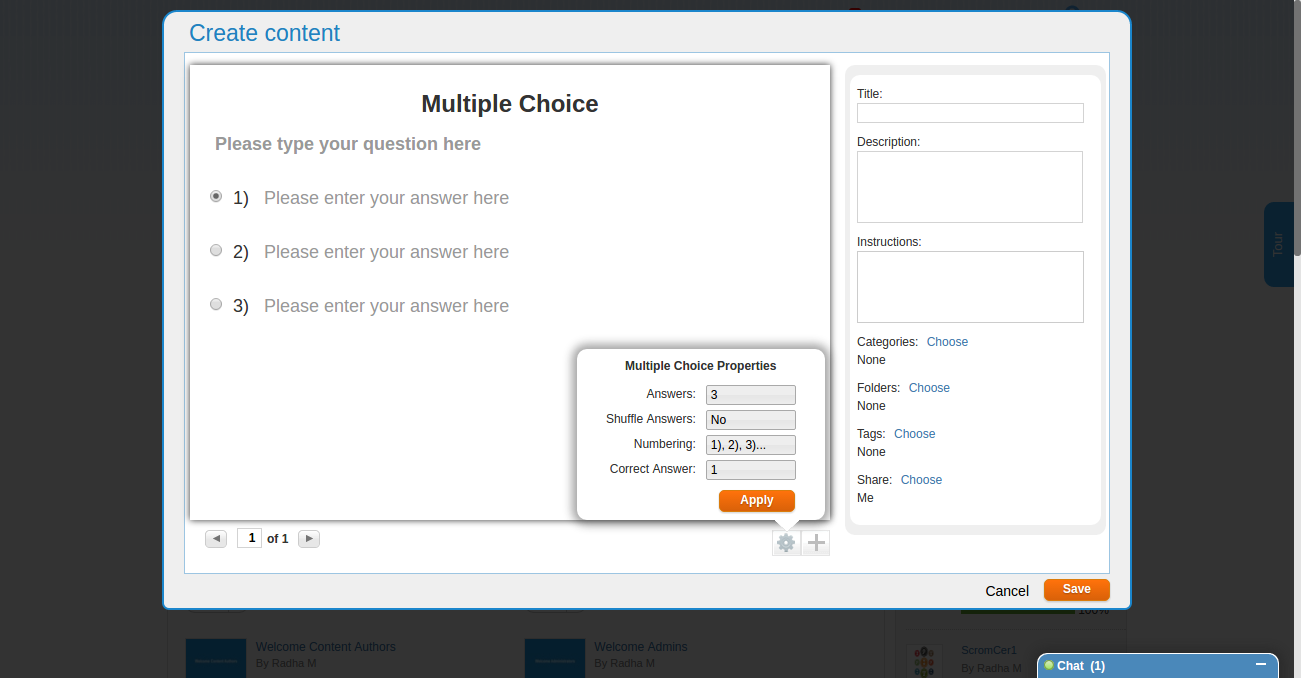 Create content
Multiple Choice
Please type your question here
1) Please enter your answer here
2) Please enter your answer here
3) Please enter your answer here
Multiple Choice Properties
Answers: 3
Shuffle Answers: No
Numbering: 1), 2), 3)...
Correct Answer: 1
Apply
1 of 1
Title:
Description:
Instructions:
Categories: Choose
None
Folders: Choose
None
Tags: Choose
None
Share: Choose
Me
Cancel
Save
Tour
100%
Welcome Content Authors
By Radha M
Welcome Admins
By Radha M
ScromCer1
By Radha M
Chat (1)